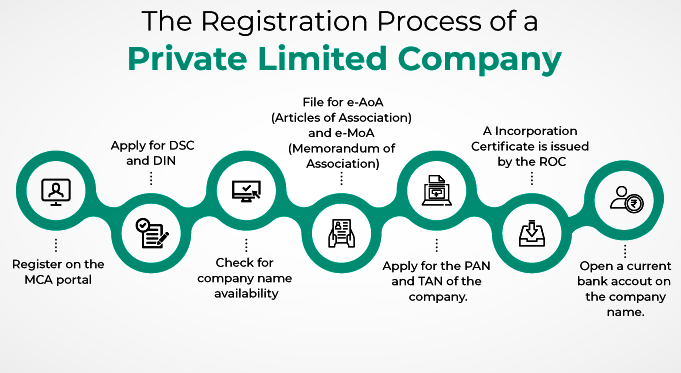 The Registration Process of a
Private Limited Company
Register on the
MCA portal
Apply for DSC
and DIN
Check for
company name
availability
File for e-AoA
(Articles of Association)
and e-MoA
(Memorandum of
Association)
Apply for the PAN
and TAN of the
company.
A Incorporation
Certificate is issued
by the ROC
₹
Open a current
bank accout on
the company
name.